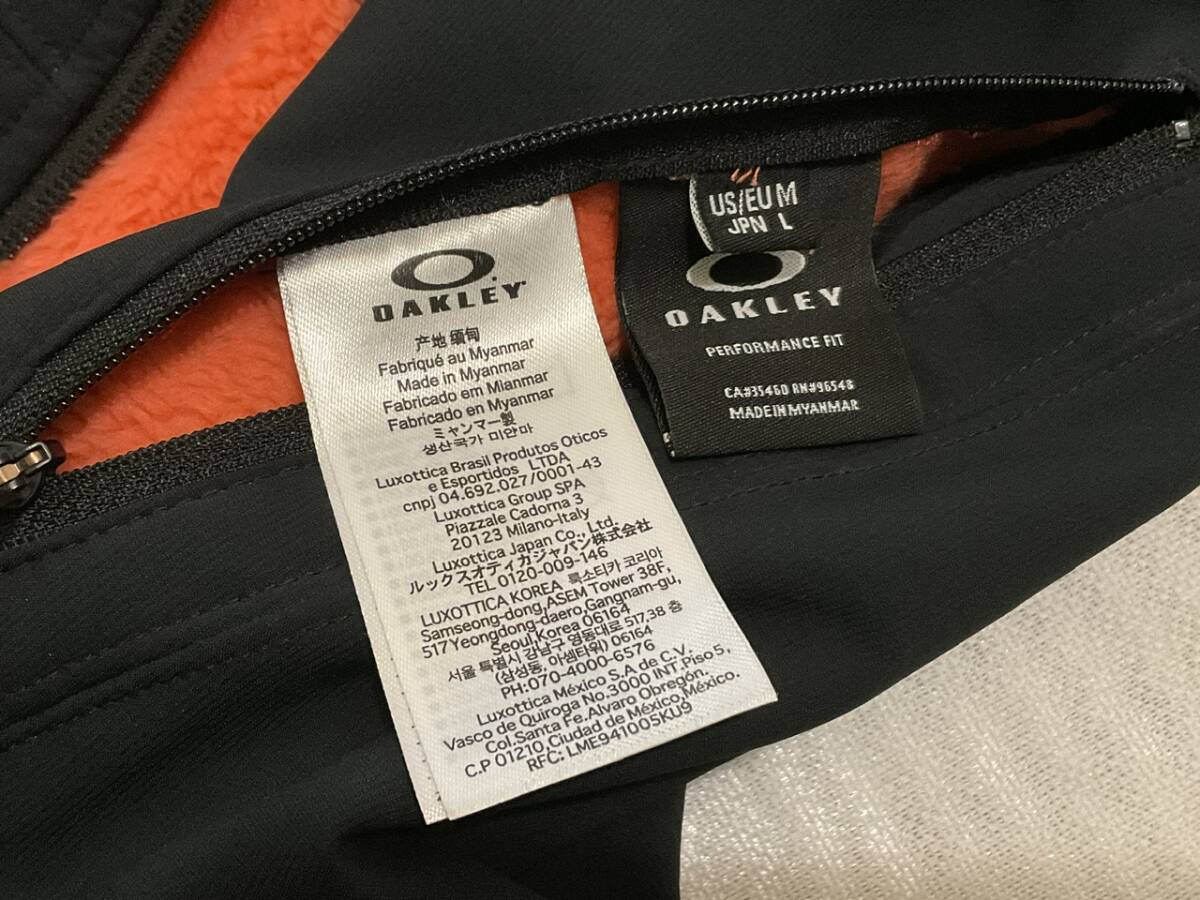 OAKLEY
产地 缅甸
Fabriqué au Myanmar
Made in Myanmar
Fabricado em Mianmar
Fabricado en Myanmar
ミャンマー製
생산국가 미얀마
Luxottica Brasil Produtos Oticos
e Esportidos LTDA
cnpj 04.692.027/0001-43
Luxottica Group SPA
Piazzale Cadorna 3
20123 Milano-Italy
Luxottica Japan Co., Ltd.
ルックスオティカジャパン株式会社
TEL 0120-009-146
LUXOTTICA KOREA 룩소티카 코리아
Samseong-dong,ASEM Tower 38F,
517Yeongdong-daero,Gangnam-gu,
Seoul,Korea 06164
서울 특별시 강남구 영동대로 517,38 층
(삼성동, 아셈타워) 06164
PH:070-4000-6576
Luxottica México S.A de C.V.
Vasco de Quiroga No.3000 INT.Piso 5,
Col.Santa Fe.Alvaro Obregón.
C.P 01210,Ciudad de México,México.
RFC: LME941005KU9
US/EU M
JPN L
OAKLEY
PERFORMANCE FIT
CA#35460 RN#96548
MADE IN MYANMAR